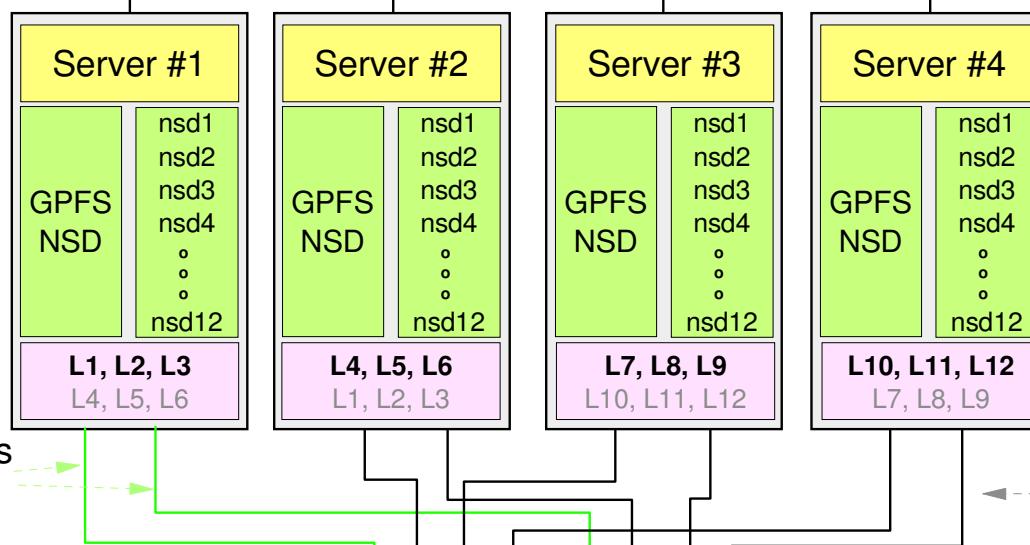 Server #1
GPFS
NSD
nsd1
nsd2
nsd3
nsd4
o
o
o
nsd12
L1, L2, L3
L4, L5, L6
Server #2
GPFS
NSD
nsd1
nsd2
nsd3
nsd4
o
o
o
nsd12
L4, L5, L6
L1, L2, L3
Server #3
GPFS
NSD
nsd1
nsd2
nsd3
nsd4
o
o
o
nsd12
L7, L8, L9
L10, L11, L12
Server #4
GPFS
NSD
nsd1
nsd2
nsd3
nsd4
o
o
o
nsd12
L10, L11, L12
L7, L8, L9
s